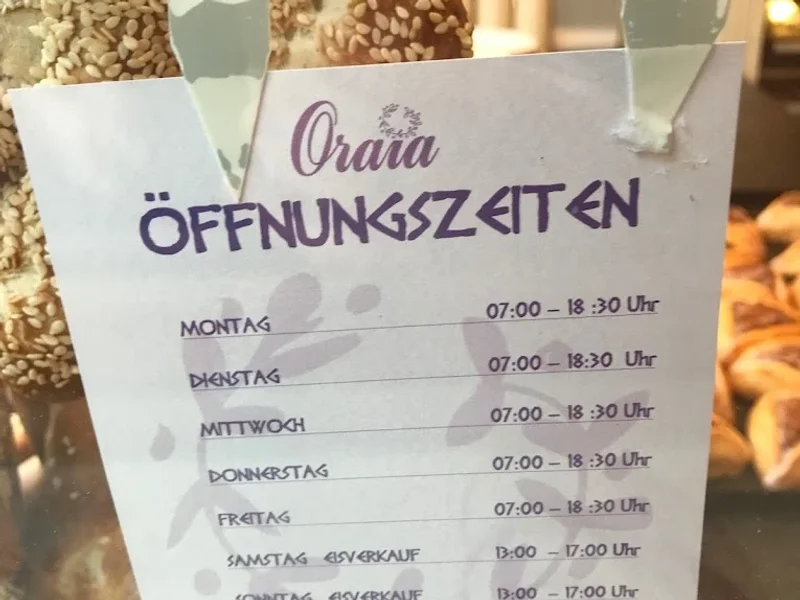 Oraia
ÖFFNUNGSZEITEN
MONTAG 07:00 – 18 :30 Uhr
DIENSTAG 07:00 – 18:30 Uhr
MITTWOCH 07:00 – 18 :30 Uhr
DONNERSTAG 07:00 – 18 :30 Uhr
FREITAG 07:00 – 18 :30 Uhr
SAMSTAG EISVERKAUF 13:00 – 17:00 Uhr
SONNTAG EISVERKAUF 13:00 – 17:00 Uhr